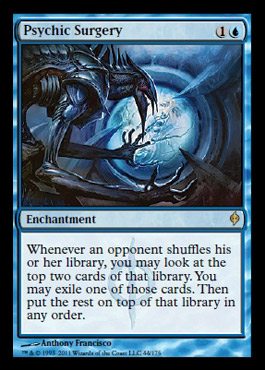 Psychic Surgery 1
Enchantment
Whenever an opponent shuffles his
or her library, you may look at the
top two cards of that library. You
may exile one of those cards. Then
put the rest on top of that library in
any order.
Anthony Francisco
™ & © 1993-2011 Wizards of the Coast LLC 44/175